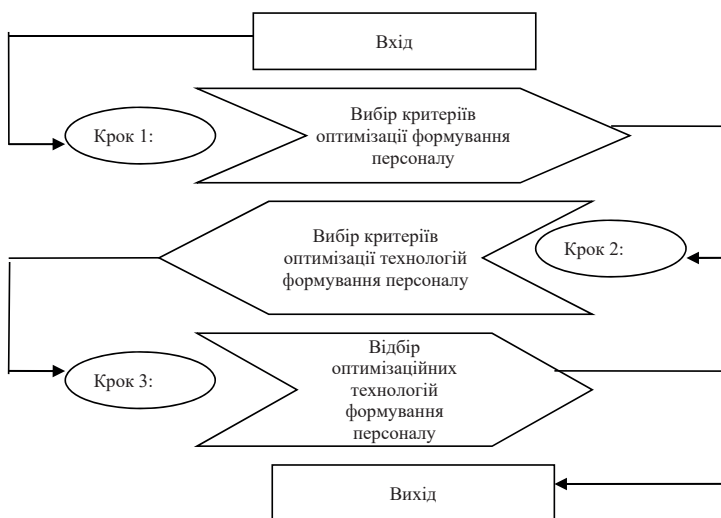 Вхід
Крок 1:
Вибір критеріїв
оптимізації формування
персоналу
Вибір критеріїв
оптимізації технологій
формування персоналу
Крок 2:
Крок 3:
Відбір
оптимізаційних
технологій
формування
персоналу
Вихід